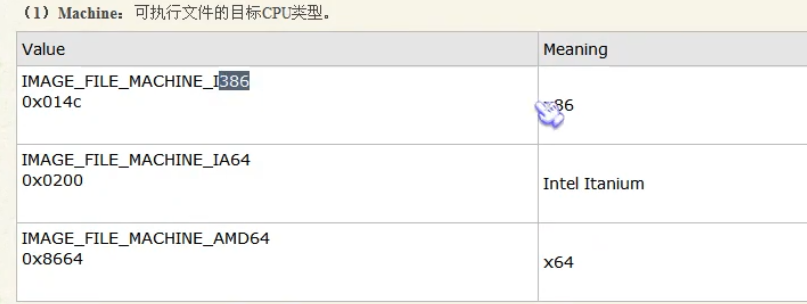 （1）Machine：可执行文件的目标CPU类型。
Value Meaning
IMAGE_FILE_MACHINE_I386
0x014c
86
IMAGE_FILE_MACHINE_IA64
0x0200
Intel Itanium
IMAGE_FILE_MACHINE_AMD64
0x8664
x64